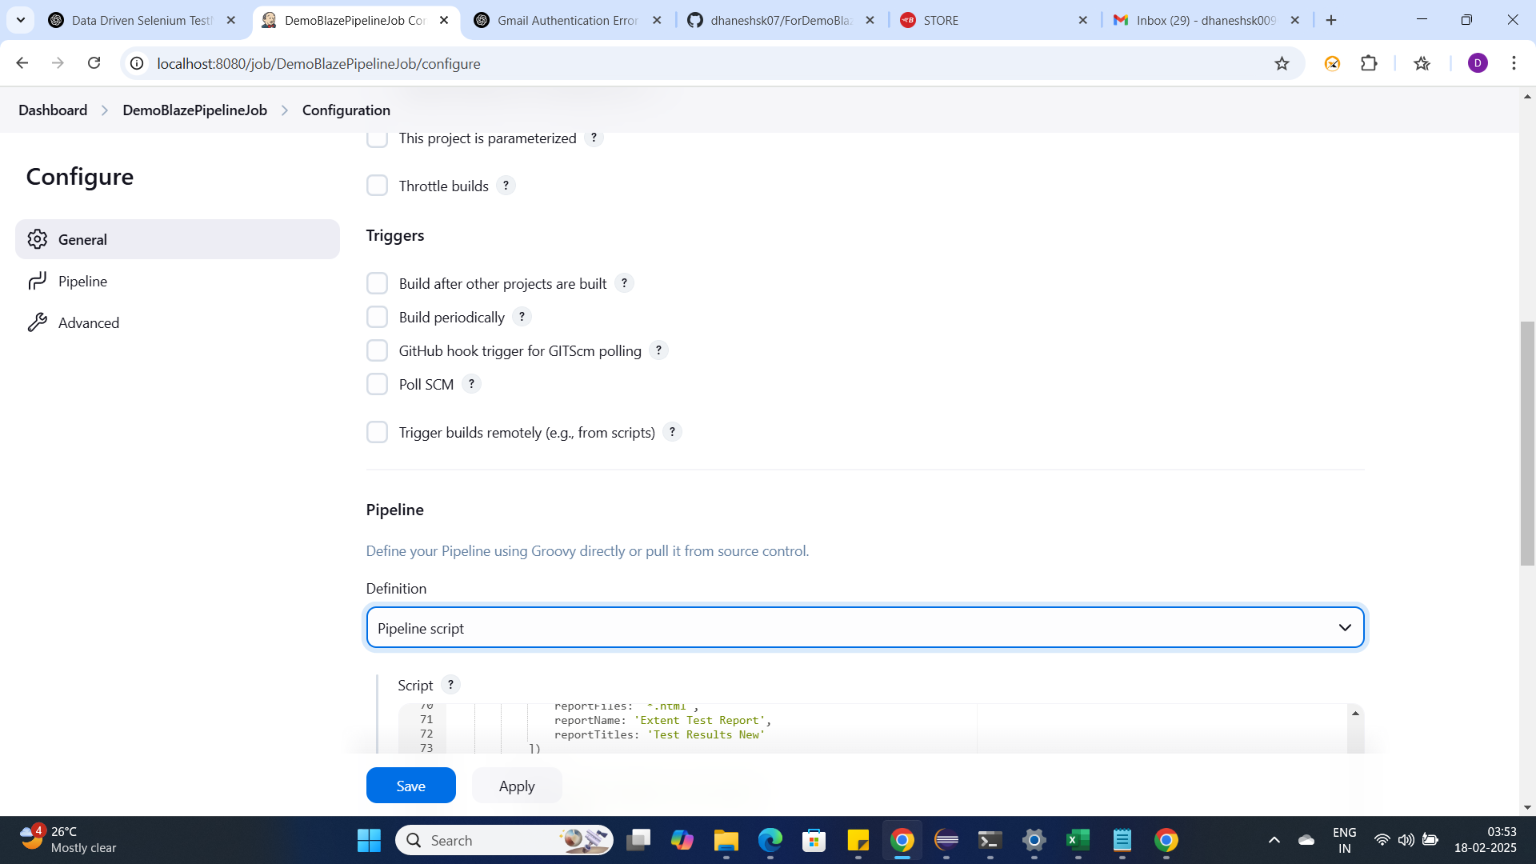 Data Driven Selenium Test
DemoBlazePipelineJob Co
Gmail Authentication Error
dhaneshsk07/ForDemoBla
STORE
Inbox (29) - dhaneshsk009
localhost:8080/job/DemoBlazePipelineJob/configure
D
Dashboard
DemoBlazePipelineJob
Configuration
This project is parameterized ?
Configure
Throttle builds ?
General
Triggers
Pipeline
Build after other projects are built ?
Advanced
Build periodically ?
GitHub hook trigger for GITScm polling ?
Poll SCM ?
Trigger builds remotely (e.g., from scripts) ?
Pipeline
Define your Pipeline using Groovy directly or pull it from source control.
Definition
Pipeline script
Script ?
70 reportFiles: '*.html',
71 reportName: 'Extent Test Report',
72 reportTitles: 'Test Results New'
73 ])
Save
Apply
4
26°C
Mostly clear
Search
ENG
IN
03:53
18-02-2025